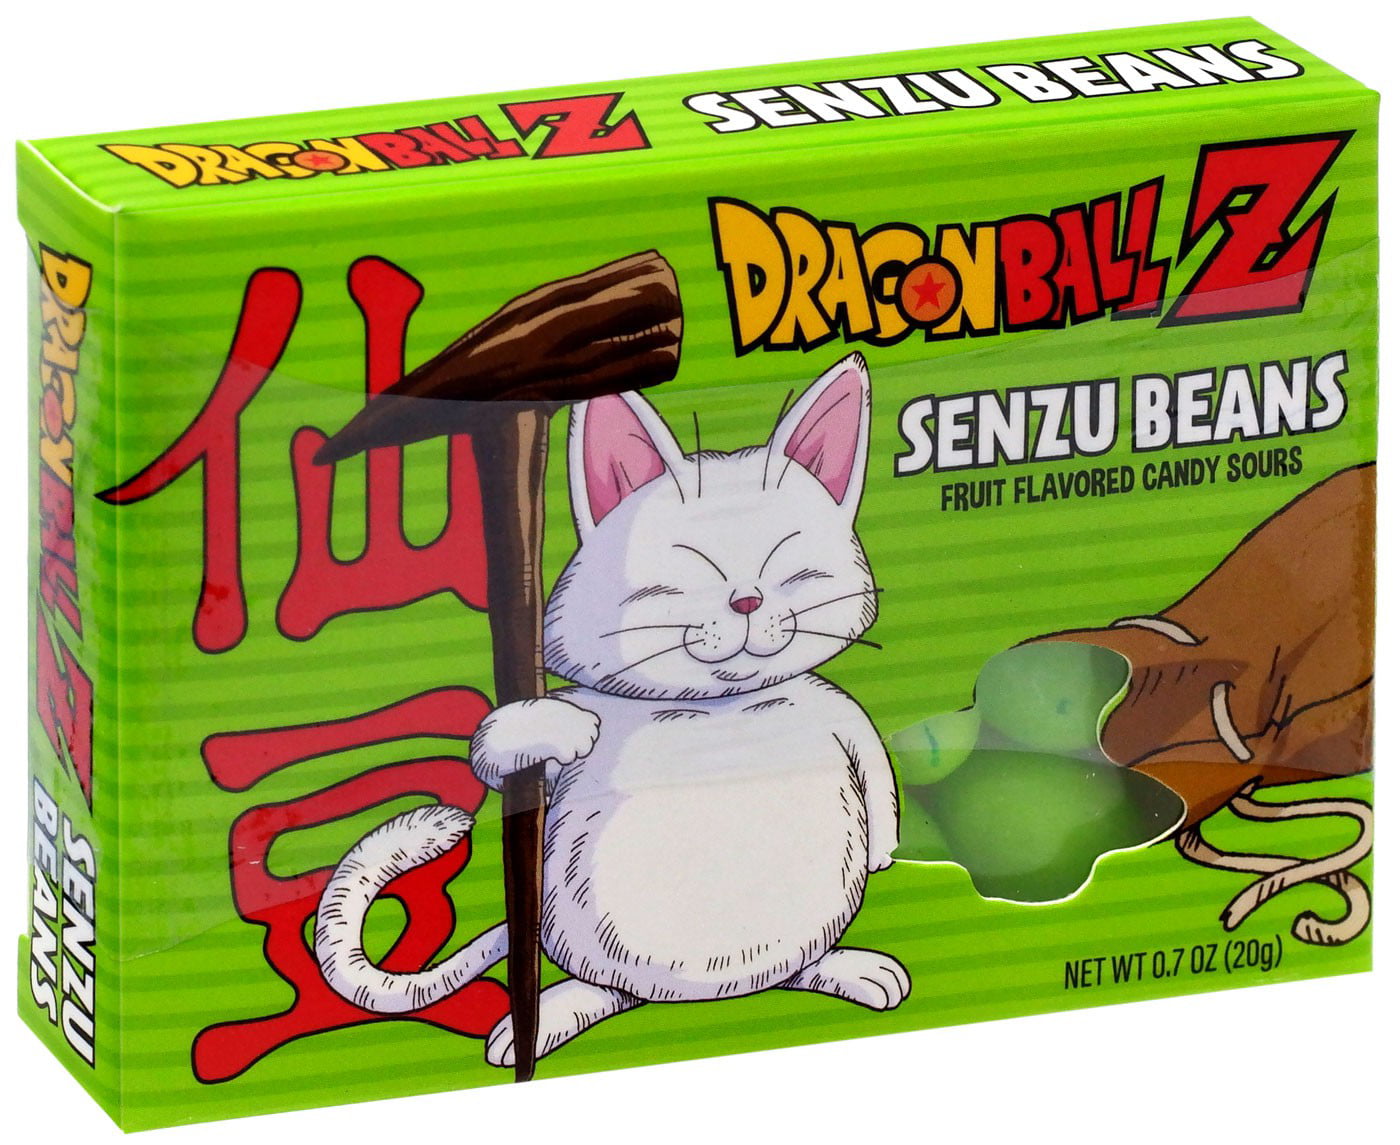 DRAGON BALL Z SENZU BEANS
DRAGON BALL Z
SENZU BEANS
FRUIT FLAVORED CANDY SOURS
仙豆
NET WT 0.7 OZ (20g)
DRAGON BALL Z SENZU BEANS